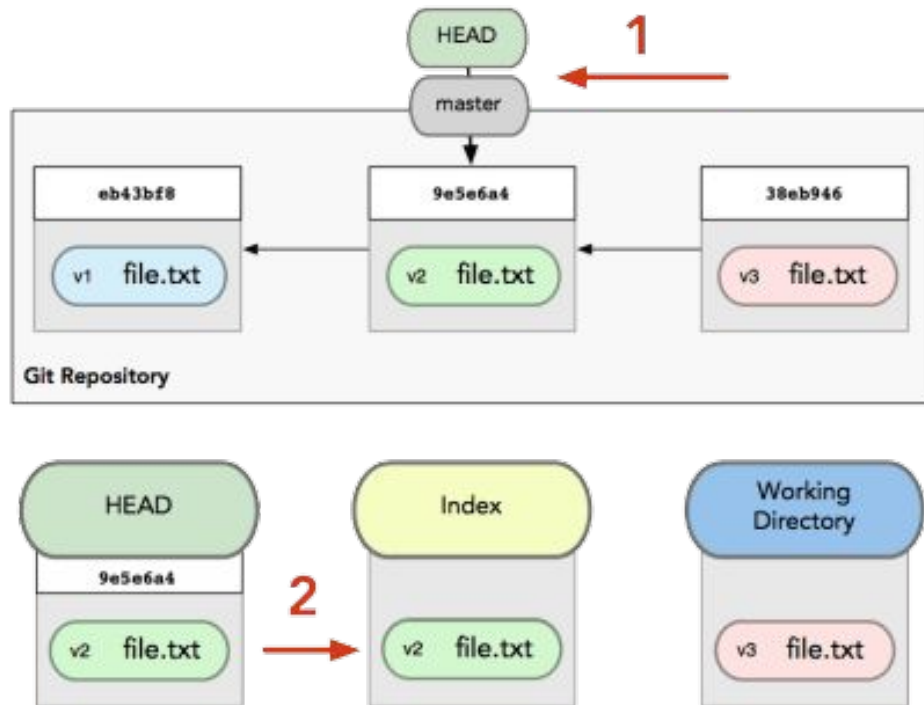 HEAD
1
master
eb43bf8
9e5e6a4
38eb946
v1 file.txt
v2 file.txt
v3 file.txt
Git Repository
HEAD
Index
Working
Directory
9e5e6a4
2
v2 file.txt
v2 file.txt
v3 file.txt